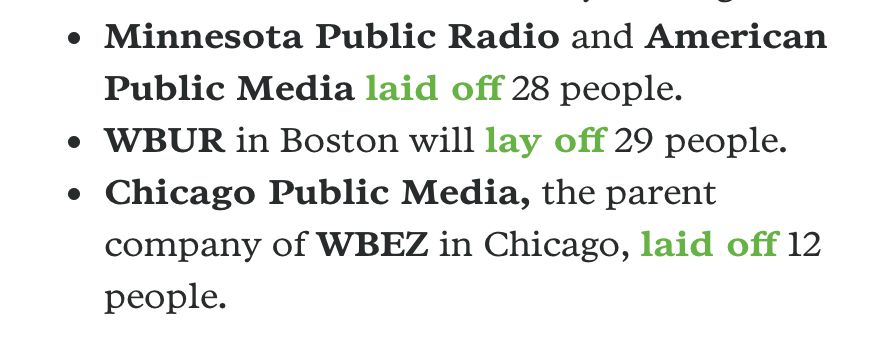 Minnesota Public Radio and American
Public Media laid off 28 people.
WBUR in Boston will lay off 29 people.
Chicago Public Media, the parent
company of WBEZ in Chicago, laid off 12
people.